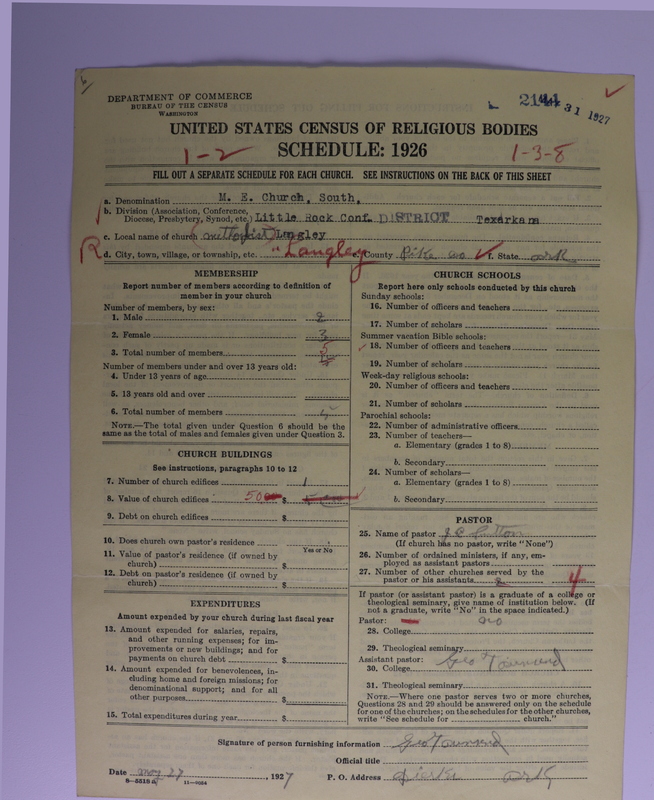 DEPARTMENT OF COMMERCE
BUREAU OF THE CENSUS
WASHINGTON
31 1927
UNITED STATES CENSUS OF RELIGIOUS BODIES
1-2 SCHEDULE: 1926 1-3-8
FILL OUT A SEPARATE SCHEDULE FOR EACH CHURCH. SEE INSTRUCTIONS ON THE BACK OF THIS SHEET
a. Denomination M. E. Church, South,
b. Division (Association, Conference,
Diocese, Presbytery, Synod, etc.) Little Rock Conf. DISTRICT Texarkana
c. Local name of church (methodist) Langley
R d. City, town, village, or township, etc. "Langley e. County Pike co f. State ark
MEMBERSHIP
Report number of members according to definition of
member in your church
Number of members, by sex:
1. Male 2
2. Female 3
3. Total number of members 5
Number of members under and over 13 years old:
4. Under 13 years of age
5. 13 years old and over
6. Total number of members 5
NOTE.—The total given under Question 6 should be the
same as the total of males and females given under Question 3.
CHURCH BUILDINGS
See instructions, paragraphs 10 to 12
7. Number of church edifices 1
8. Value of church edifices $
9. Debt on church edifices $
10. Does church own pastor's residence
Yes or No
11. Value of pastor's residence (if owned by
church) $
12. Debt on pastor's residence (if owned by
church) $
EXPENDITURES
Amount expended by your church during last fiscal year
13. Amount expended for salaries, repairs,
and other running expenses; for im-
provements or new buildings; and for
payments on church debt $
14. Amount expended for benevolences, in-
cluding home and foreign missions; for
denominational support; and for all
other purposes $
15. Total expenditures during year $
CHURCH SCHOOLS
Report here only schools conducted by this church
Sunday schools:
16. Number of officers and teachers
17. Number of scholars
Summer vacation Bible schools:
18. Number of officers and teachers
19. Number of scholars
Week-day religious schools:
20. Number of officers and teachers
21. Number of scholars
Parochial schools:
22. Number of administrative officers
23. Number of teachers—
a. Elementary (grades 1 to 8)
b. Secondary
24. Number of scholars—
a. Elementary (grades 1 to 8)
b. Secondary
PASTOR
25. Name of pastor
(If church has no pastor, write "None")
26. Number of ordained ministers, if any, em-
ployed as assistant pastors
27. Number of other churches served by the
pastor or his assistants 4
If pastor (or assistant pastor) is a graduate of a college or
theological seminary, give name of institution below. (If
not a graduate, write "No" in the space indicated.)
Pastor: no
28. College
29. Theological seminary
Assistant pastor: Geo Townsend
30. College
31. Theological seminary
NOTE.—Where one pastor serves two or more churches,
Questions 28 and 29 should be answered only on the schedule
for one of the churches; on the schedules for the other churches,
write "See schedule for church."
Signature of person furnishing information Geo Townsend
Official title
Date may 27, 1927 P. O. Address Dierks ark
8-5519 a 11-9084